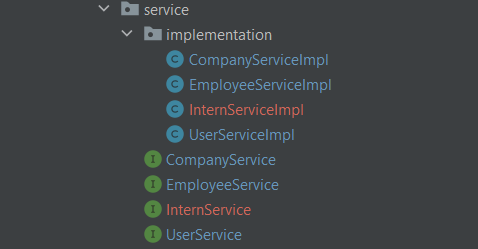 service
implementation
C CompanyServiceImpl
C EmployeeServiceImpl
C InternServiceImpl
C UserServiceImpl
I CompanyService
I EmployeeService
I InternService
I UserService